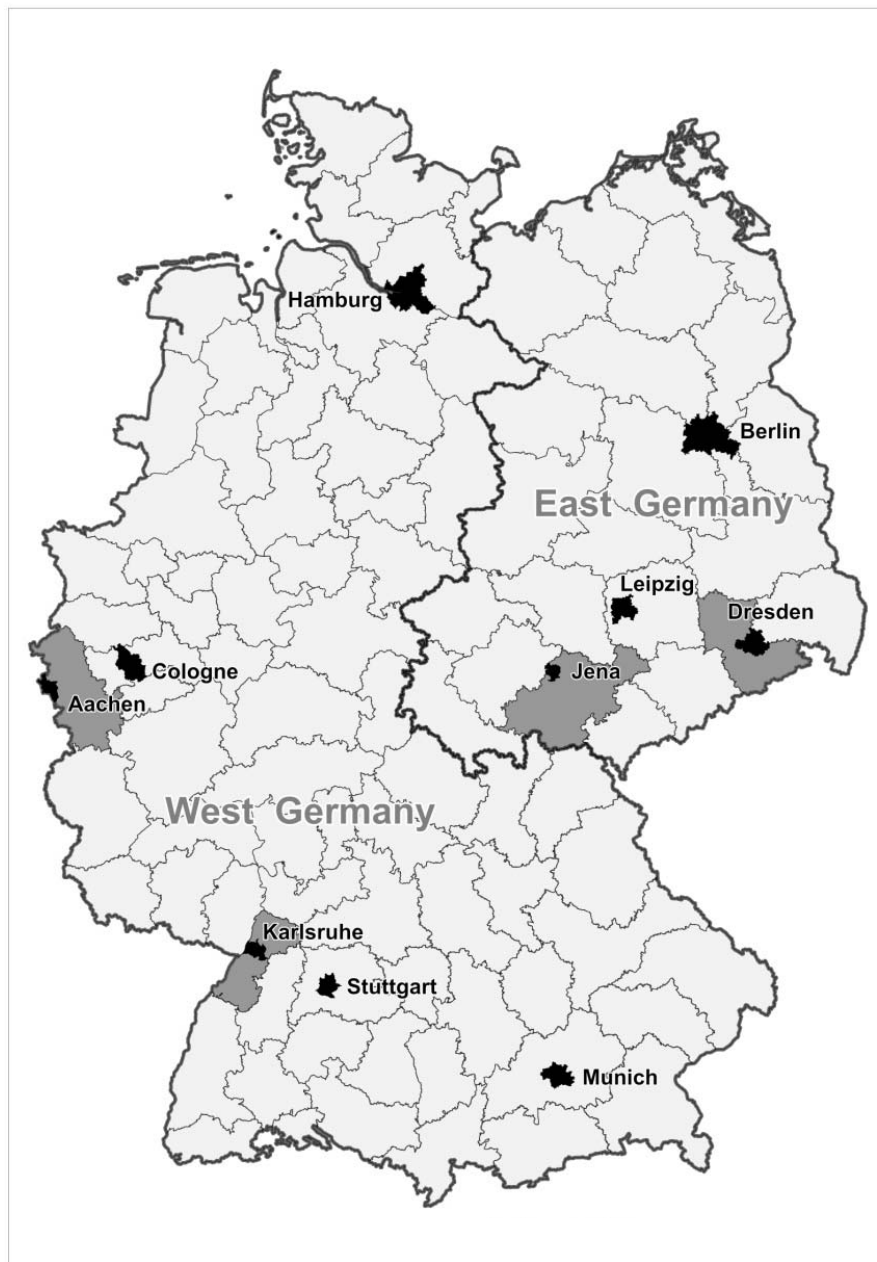 Hamburg
Berlin
East Germany
Leipzig
Dresden
Cologne
Jena
Aachen
West Germany
Karlsruhe
Stuttgart
Munich